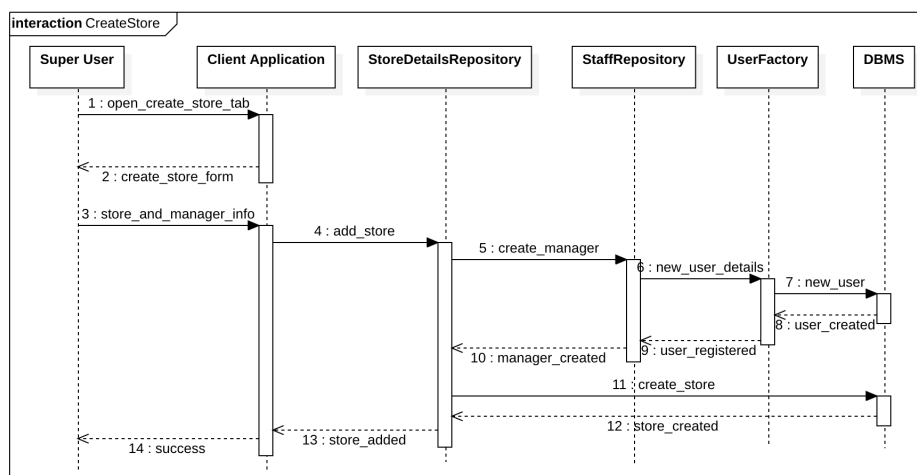 interaction CreateStore
Super User
Client Application
StoreDetailsRepository
StaffRepository
UserFactory
DBMS
1 : open_create_store_tab
2 : create_store_form
3 : store_and_manager_info
4 : add_store
5 : create_manager
6 : new_user_details
7 : new_user
8 : user_created
9 : user_registered
10 : manager_created
11 : create_store
12 : store_created
13 : store_added
14 : success